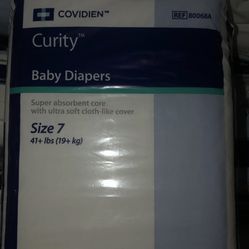 COVIDIEN™
REF 80068A
Curity™
Baby Diapers
Super absorbent core
with ultra soft cloth-like cover
Size 7
41+ lbs (19+ kg)